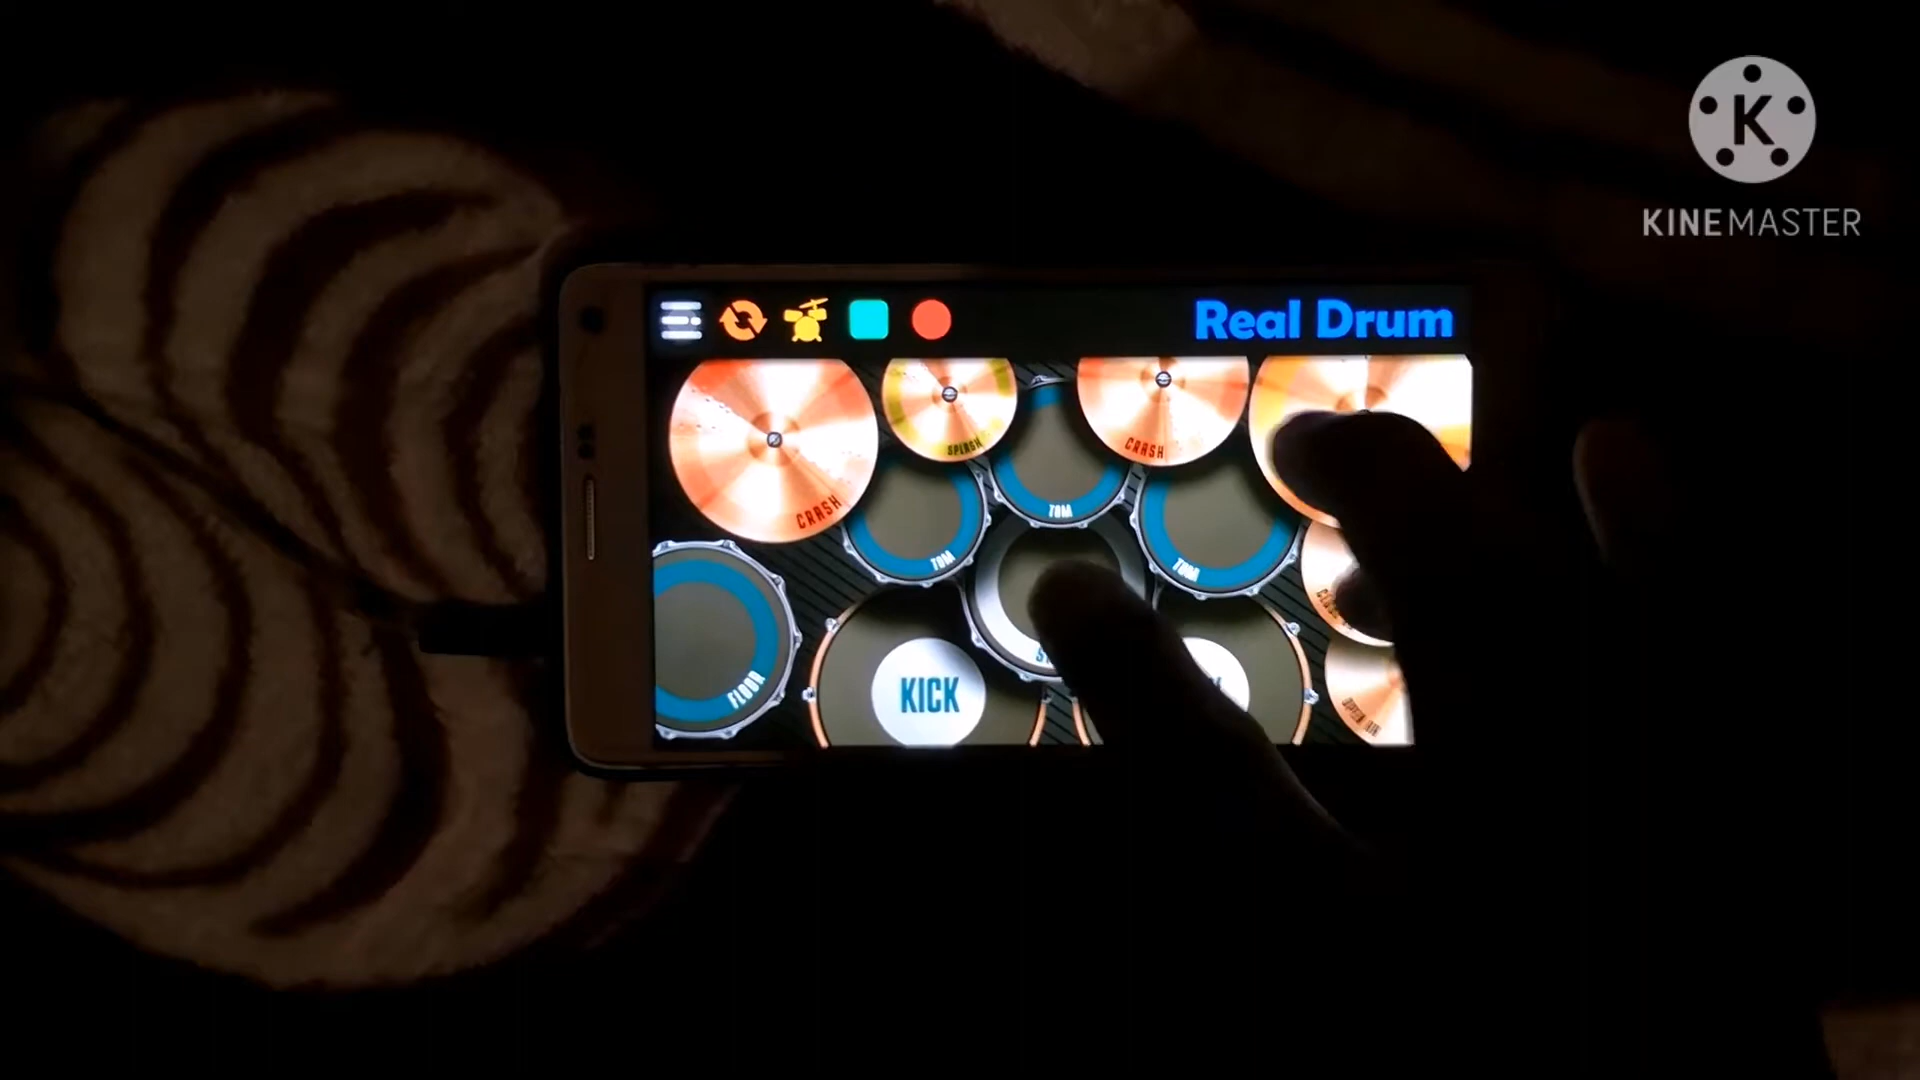 K
KINEMASTER
Real Drum
SPLASH
CRASH
CRASH
TOM
TOM
TOM
FLOOR
KICK